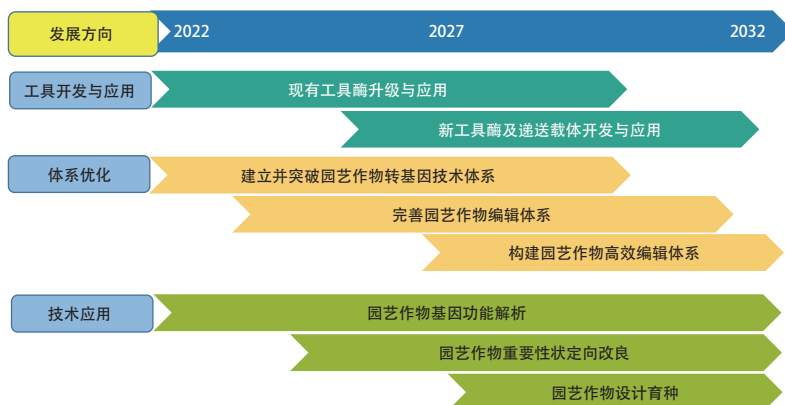 发展方向 2022 2027 2032
工具开发与应用 现有工具酶升级与应用
新工具酶及递送载体开发与应用
体系优化 建立并突破园艺作物转基因技术体系
完善园艺作物编辑体系
构建园艺作物高效编辑体系
技术应用 园艺作物基因功能解析
园艺作物重要性状定向改良
园艺作物设计育种